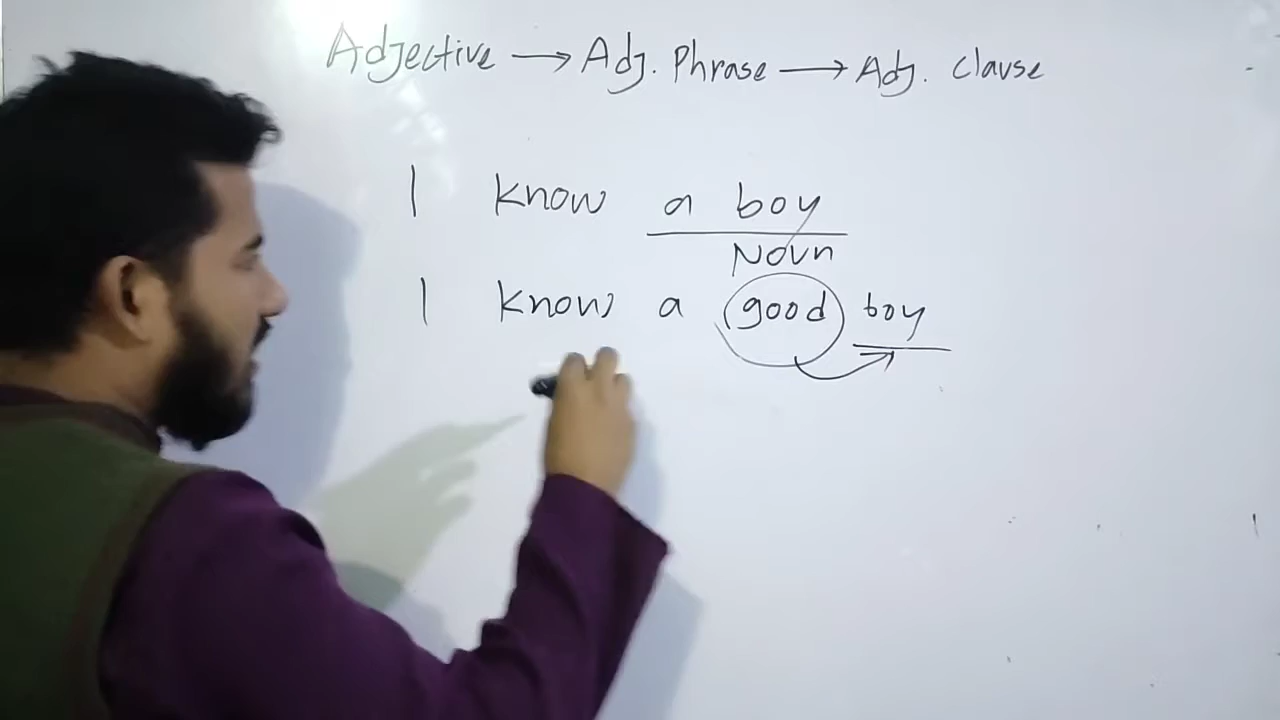 Adjective → Adj. Phrase → Adj. Clause
I know a boy
Noun
I know a good boy